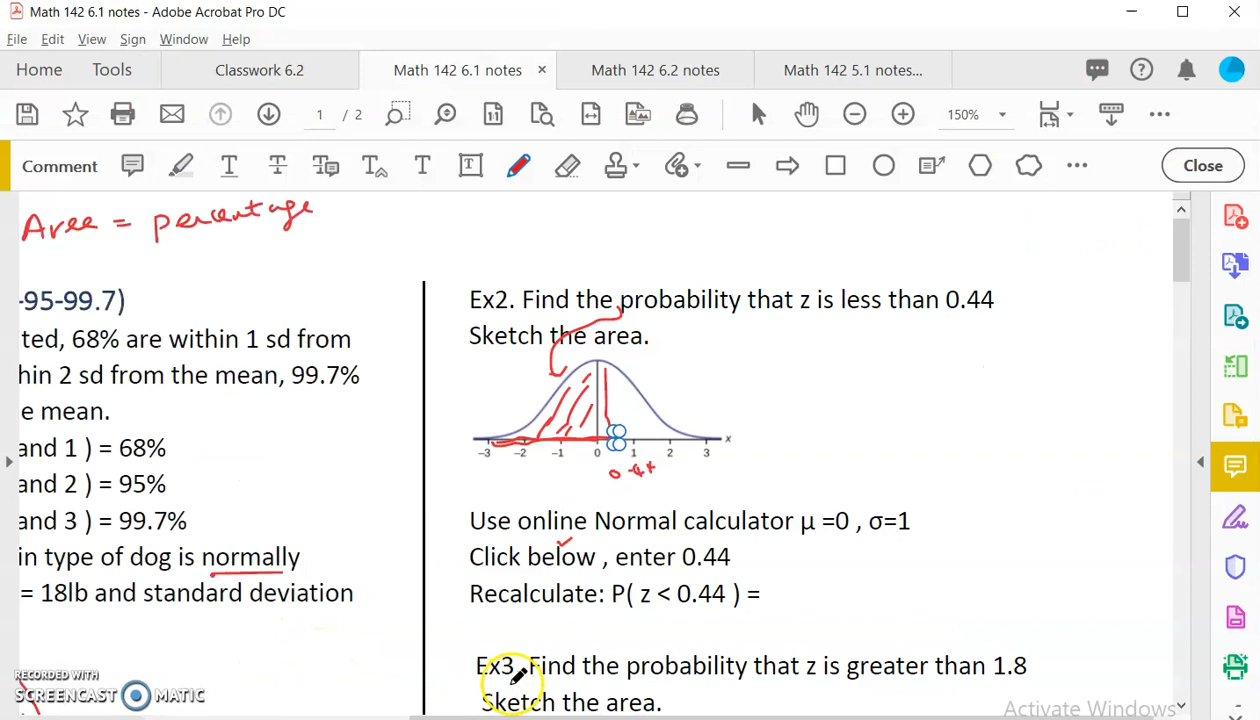 Math 142 6.1 notes - Adobe Acrobat Pro DC
File Edit View Sign Window Help
Home Tools Classwork 6.2 Math 142 6.1 notes × Math 142 6.2 notes Math 142 5.1 notes...
1 / 2 150%
Comment Close
Area = percentage
-95-99.7)
ted, 68% are within 1 sd from
hin 2 sd from the mean, 99.7%
e mean.
and 1 ) = 68%
and 2 ) = 95%
and 3 ) = 99.7%
in type of dog is normally
= 18lb and standard deviation
Ex2. Find the probability that z is less than 0.44
Sketch the area.
-3 -2 -1 0 1 2 3 x
0.44
Use online Normal calculator μ =0 , σ=1
Click below , enter 0.44
Recalculate: P( z < 0.44 ) =
Ex3. Find the probability that z is greater than 1.8
Sketch the area.
RECORDED WITH
SCREENCAST MATIC
Activate Windows